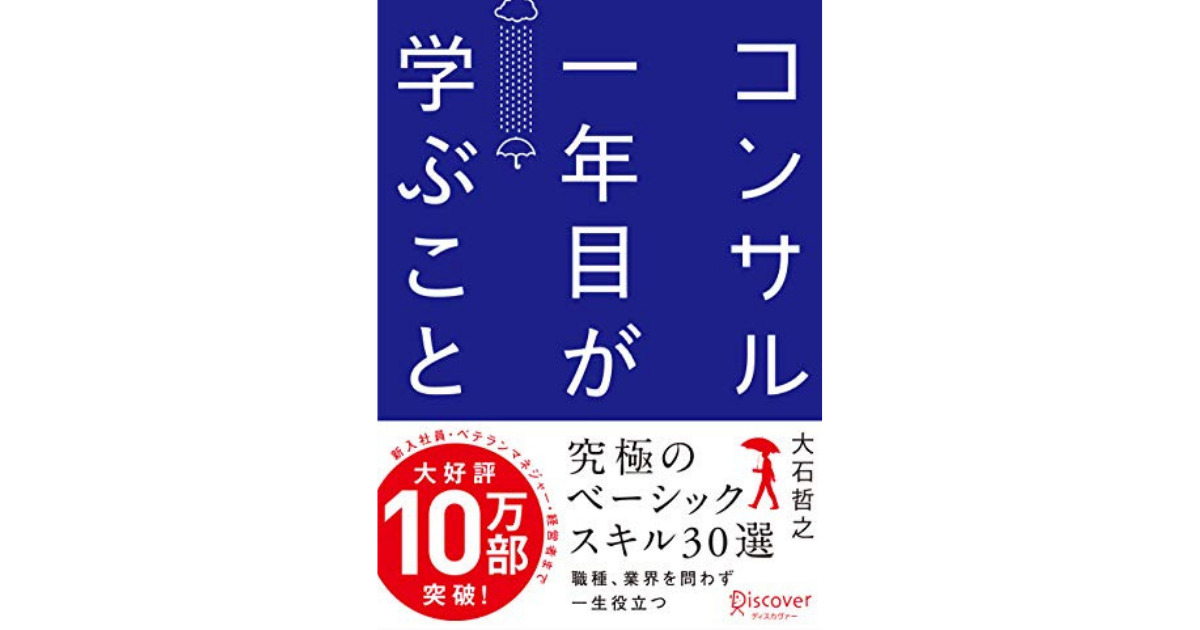 コンサル
一年目が
学ぶこと
大石哲之
究極の
ベーシック
スキル30選
職種、業界を問わず
一生役立つ
新入社員・ベテランマネジャー・経営者まで
大好評
10万部
突破!
Discover
ディスカヴァー